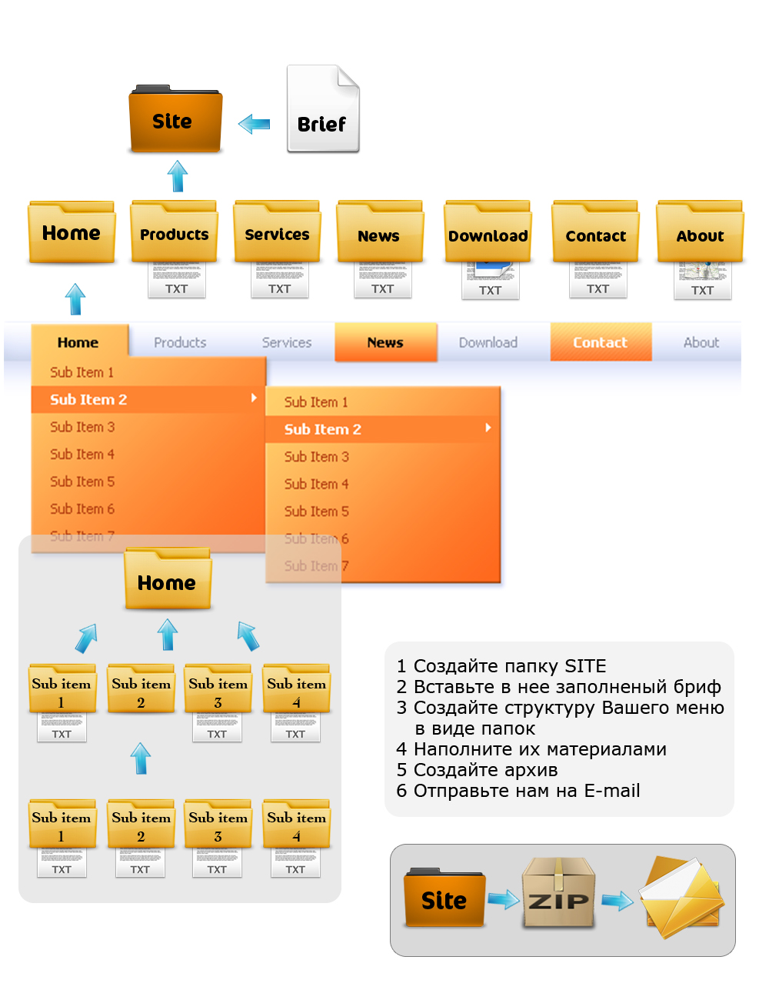 Site
Brief
Home
Products
Services
News
Download
Contact
About
TXT
TXT
TXT
TXT
TXT
TXT
Home Products Services News Download Contact About
Sub Item 1
Sub Item 2
Sub Item 3
Sub Item 4
Sub Item 5
Sub Item 6
Sub Item 7
Sub Item 1
Sub Item 2
Sub Item 3
Sub Item 4
Sub Item 5
Sub Item 6
Sub Item 7
Home
Sub item
1
Sub item
2
Sub item
3
Sub item
4
TXT
TXT
TXT
Sub item
1
Sub item
2
Sub item
3
Sub item
4
TXT
TXT
TXT
TXT
1 Создайте папку SITE
2 Вставьте в нее заполненый бриф
3 Создайте структуру Вашего меню
в виде папок
4 Наполните их материалами
5 Создайте архив
6 Отправьте нам на E-mail
Site
ZIP